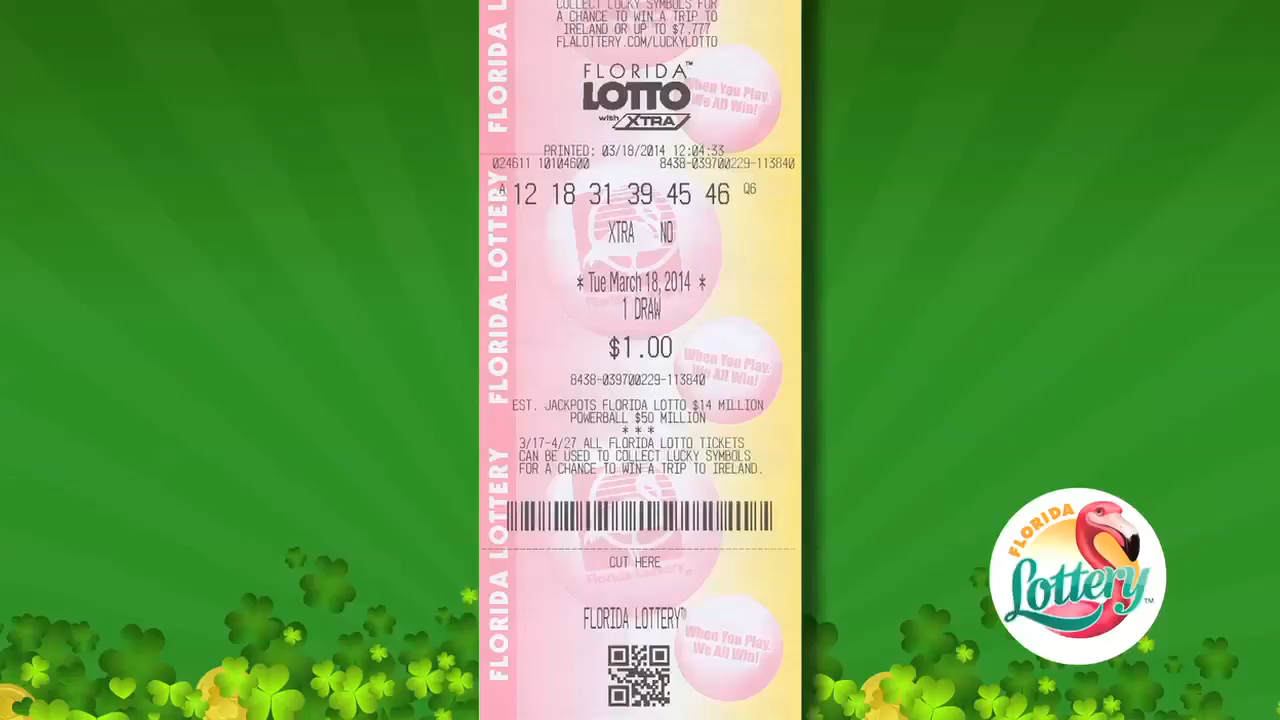 COLLECT LUCKY SYMBOLS FOR
A CHANCE TO WIN A TRIP TO
IRELAND OR UP TO $7,777
FLALOTTERY.COM/LUCKYLOTTO
FLORIDA™
LOTTO
with XTRA
When You Play,
We All Win!
PRINTED: 03/18/2014 12:04:33
024611 10104600 8438-039700229-113840
A 12 18 31 39 45 46 Q6
XTRA NO
* Tue March 18, 2014 *
1 DRAW
$1.00
When You Play,
We All Win!
8438-039700229-113840
EST. JACKPOTS FLORIDA LOTTO $14 MILLION
POWERBALL $50 MILLION
* * *
3/17-4/27 ALL FLORIDA LOTTO TICKETS
CAN BE USED TO COLLECT LUCKY SYMBOLS
FOR A CHANCE TO WIN A TRIP TO IRELAND.
CUT HERE
Florida Lottery
FLORIDA LOTTERY™
When You Play,
We All Win!
FLORIDA L
FLORIDA LOTTERY
FLORIDA LOTTERY
FLORIDA
Lottery™